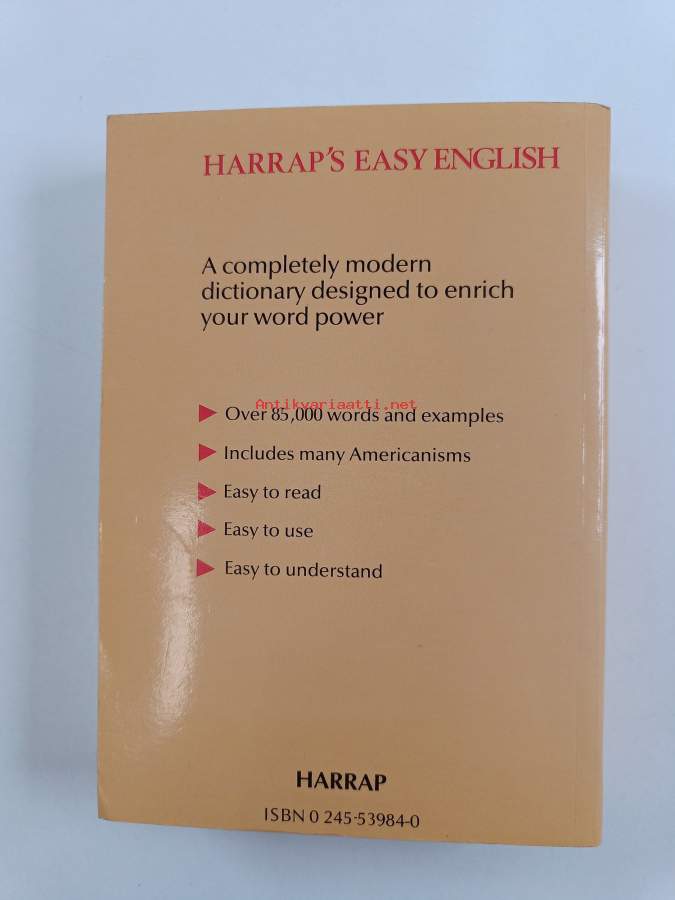 HARRAP'S EASY ENGLISH
A completely modern
dictionary designed to enrich
your word power
Antikvariaatti.net
Over 85,000 words and examples
Includes many Americanisms
Easy to read
Easy to use
Easy to understand
HARRAP
ISBN 0 245-53984-0